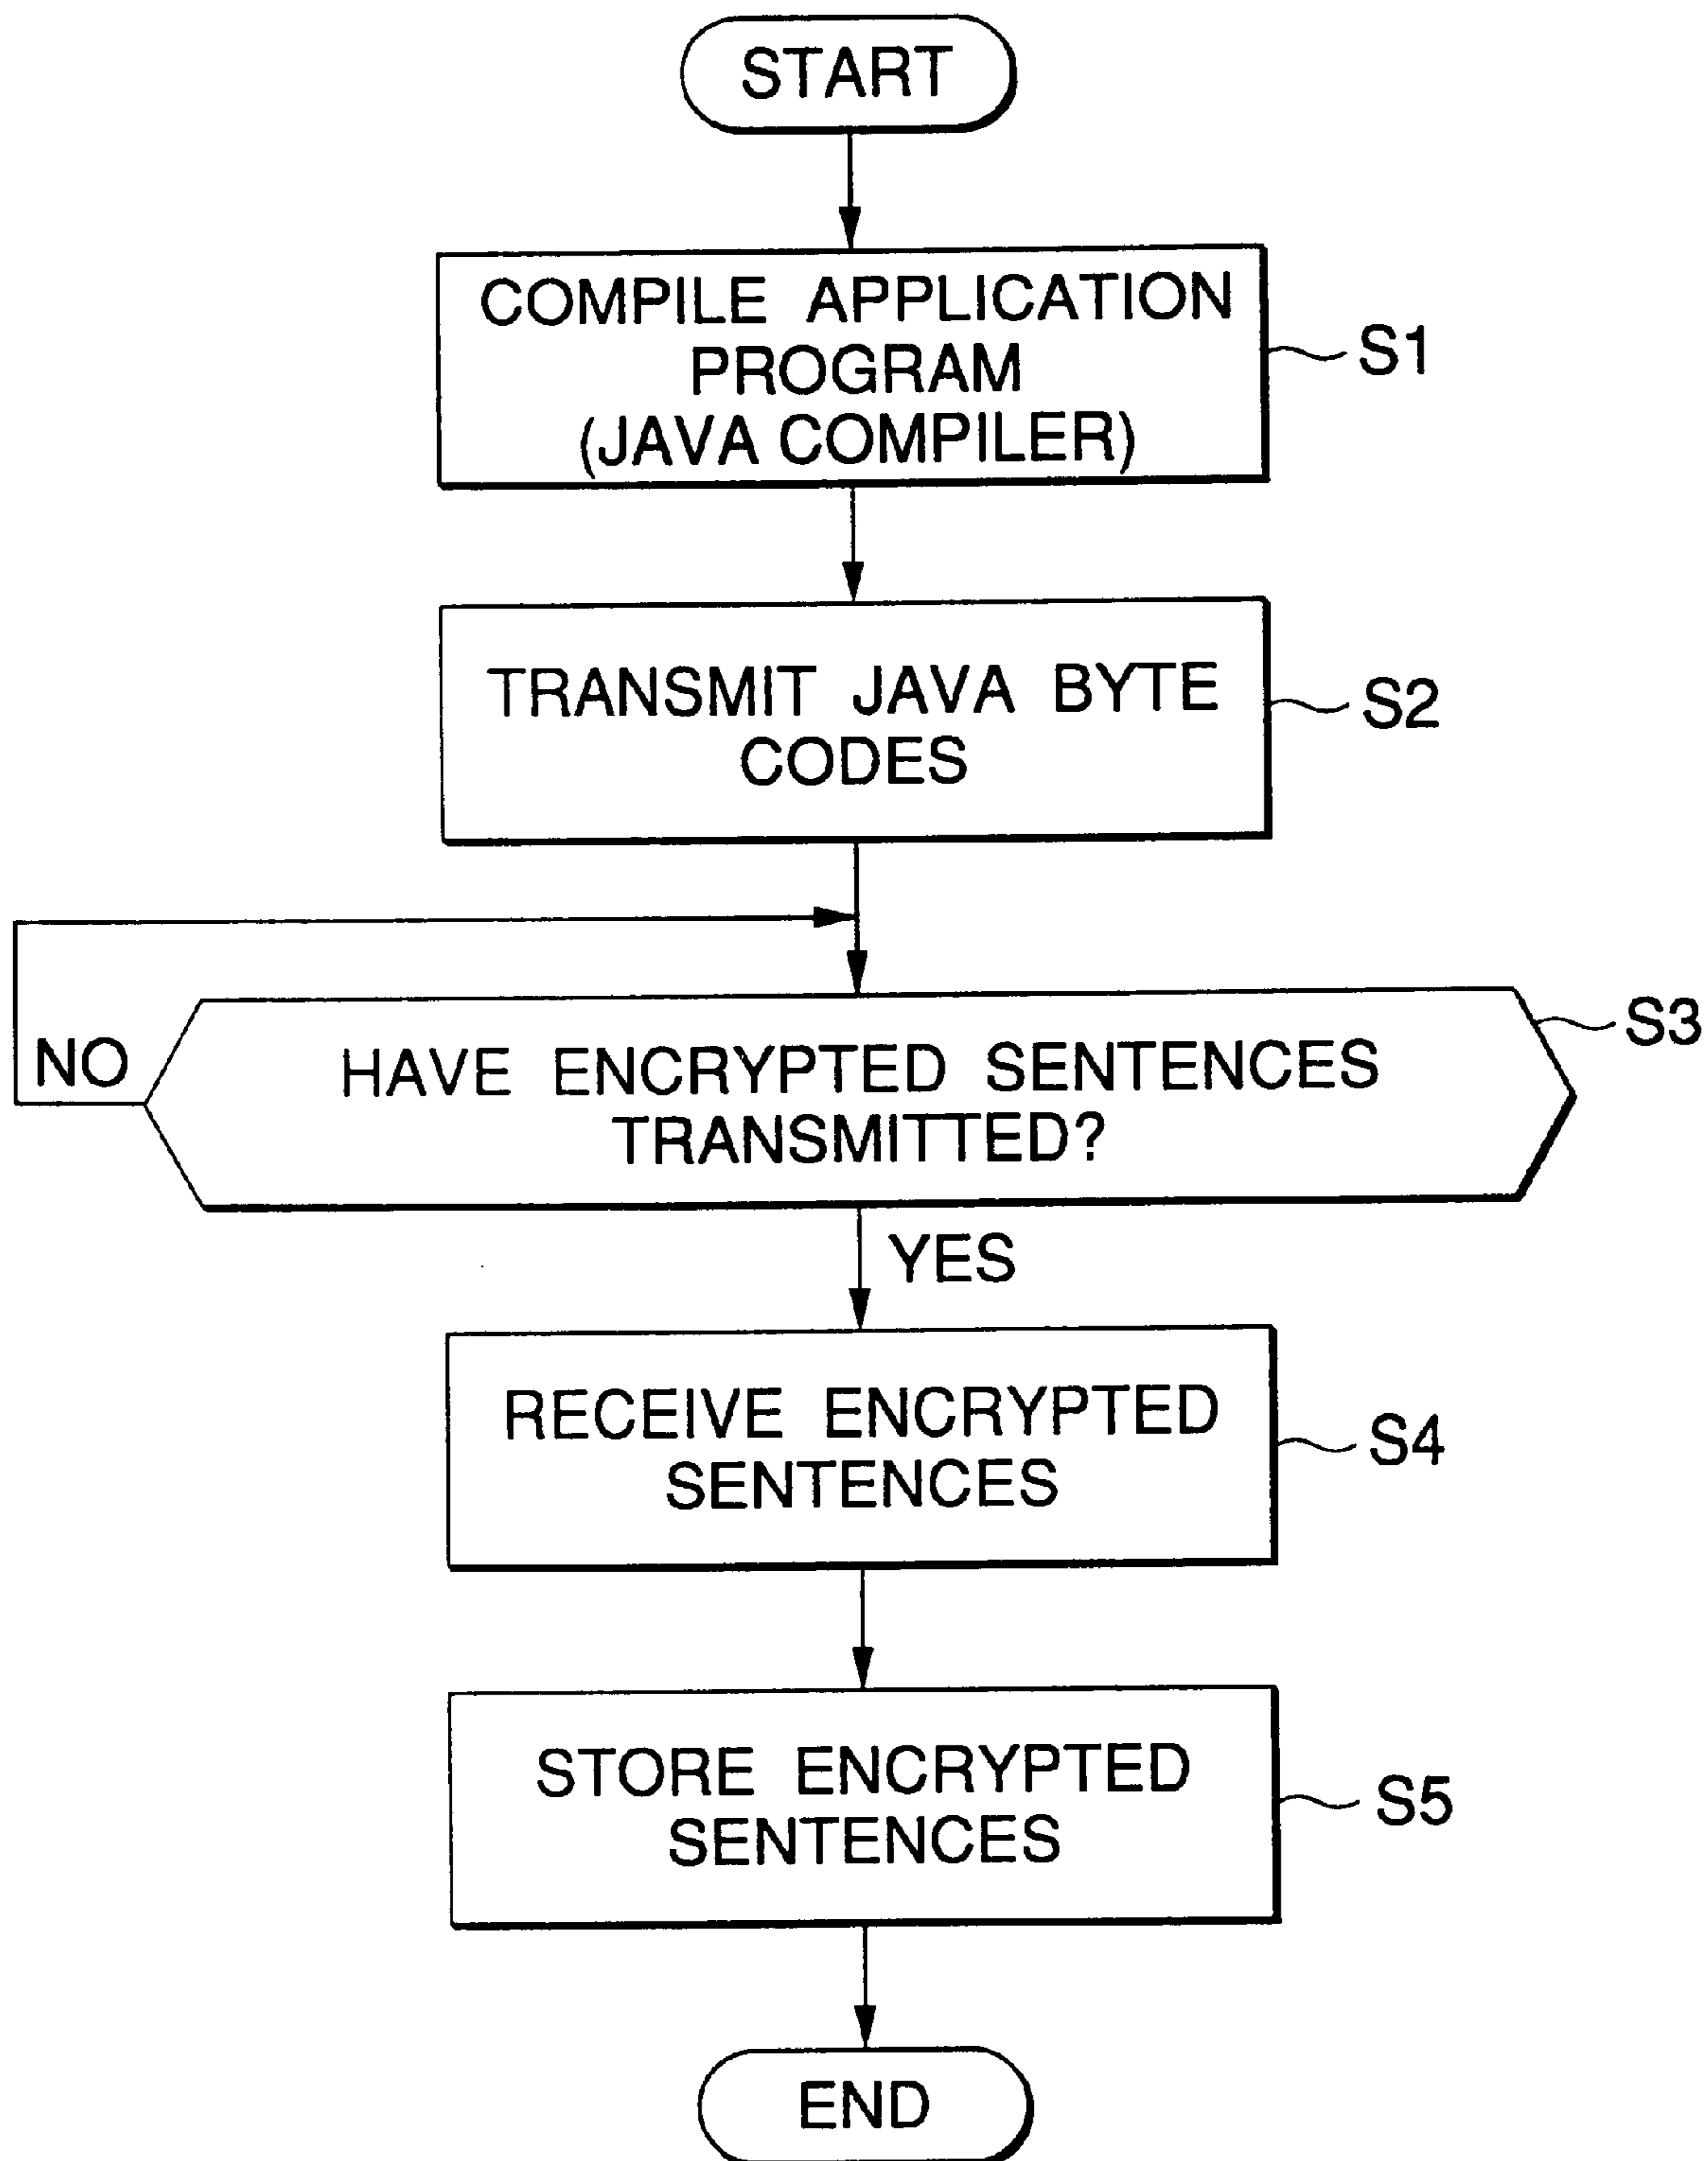 START
COMPILE APPLICATION
PROGRAM
(JAVA COMPILER)
S1
TRANSMIT JAVA BYTE
CODES
S2
S3
NO
HAVE ENCRYPTED SENTENCES
TRANSMITTED?
YES
RECEIVE ENCRYPTED
SENTENCES
S4
STORE ENCRYPTED
SENTENCES
S5
END